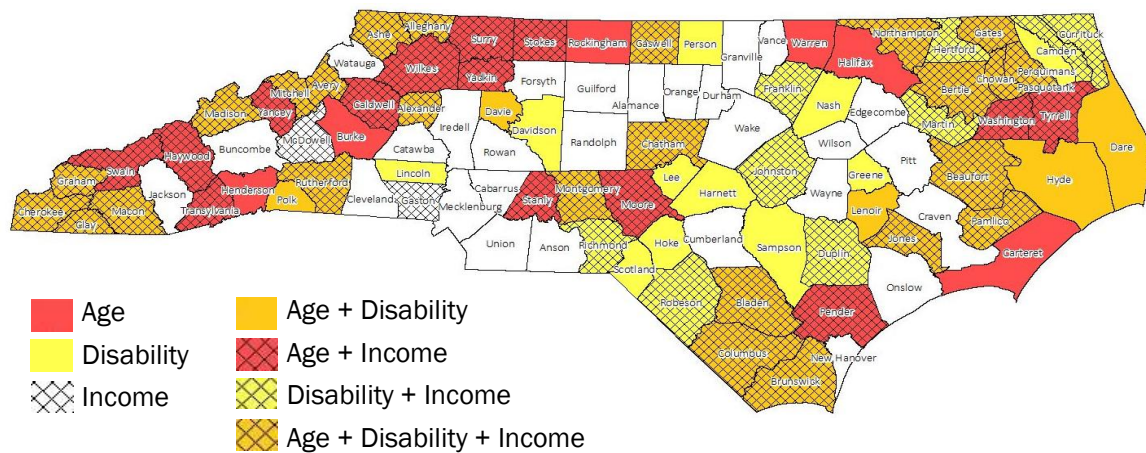 Ashe
Alleghany
Surry
Stokes
Rockingham
Gaswell
Person
Vance
Warren
Granville
Halifax
Northampton
Hertford
Gates
Currituck
Camden
Watauga
Wilkes
Yadkin
Forsyth
Guilford
Alamance
Orange
Durham
Franklin
Nash
Edgecombe
Bertie
Chowan
Perquimans
Pasquotank
Avery
Mitchell
Yancey
Madison
Caldwell
Alexander
Davie
Iredell
Davidson
Randolph
Chatham
Wake
Wilson
Martin
Washington
Tyrrell
Dare
Haywood
Buncombe
McDowell
Burke
Catawba
Rowan
Johnston
Pitt
Greene
Beaufort
Hyde
Swain
Graham
Cherokee
Clay
Macon
Jackson
Transylvania
Henderson
Polk
Rutherford
Cleveland
Lincoln
Gaston
Mecklenburg
Cabarrus
Stanly
Montgomery
Moore
Lee
Harnett
Wayne
Lenoir
Craven
Pamlico
Jones
Carteret
Union
Anson
Richmond
Scotland
Hoke
Cumberland
Sampson
Duplin
Onslow
Robeson
Bladen
Pender
Columbus
New Hanover
Brunswick
Age
Disability
Income
Age + Disability
Age + Income
Disability + Income
Age + Disability + Income